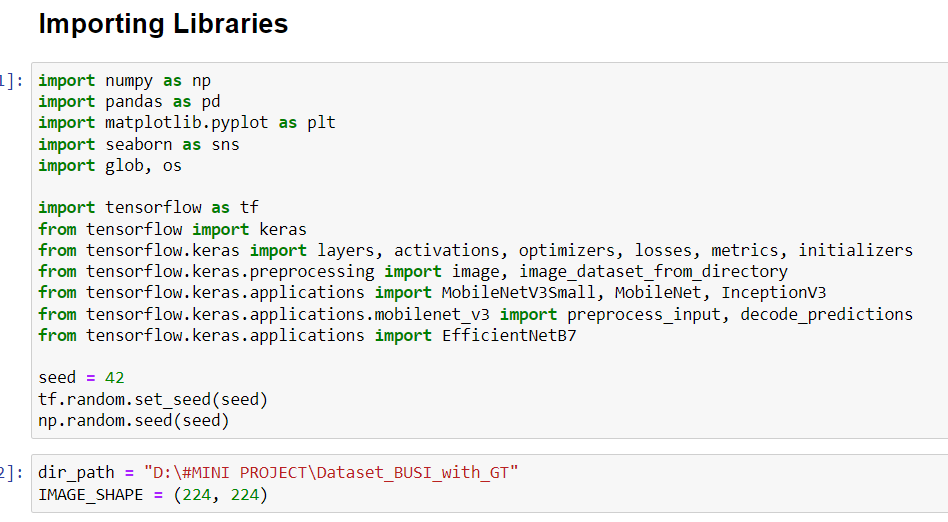 Importing Libraries
1]:
import numpy as np
import pandas as pd
import matplotlib.pyplot as plt
import seaborn as sns
import glob, os
import tensorflow as tf
from tensorflow import keras
from tensorflow.keras import layers, activations, optimizers, losses, metrics, initializers
from tensorflow.keras.preprocessing import image, image_dataset_from_directory
from tensorflow.keras.applications import MobileNetV3Small, MobileNet, InceptionV3
from tensorflow.keras.applications.mobilenet_v3 import preprocess_input, decode_predictions
from tensorflow.keras.applications import EfficientNetB7
seed = 42
tf.random.set_seed(seed)
np.random.seed(seed)
2]:
dir_path = "D:\#MINI PROJECT\Dataset_BUSI_with_GT"
IMAGE_SHAPE = (224, 224)